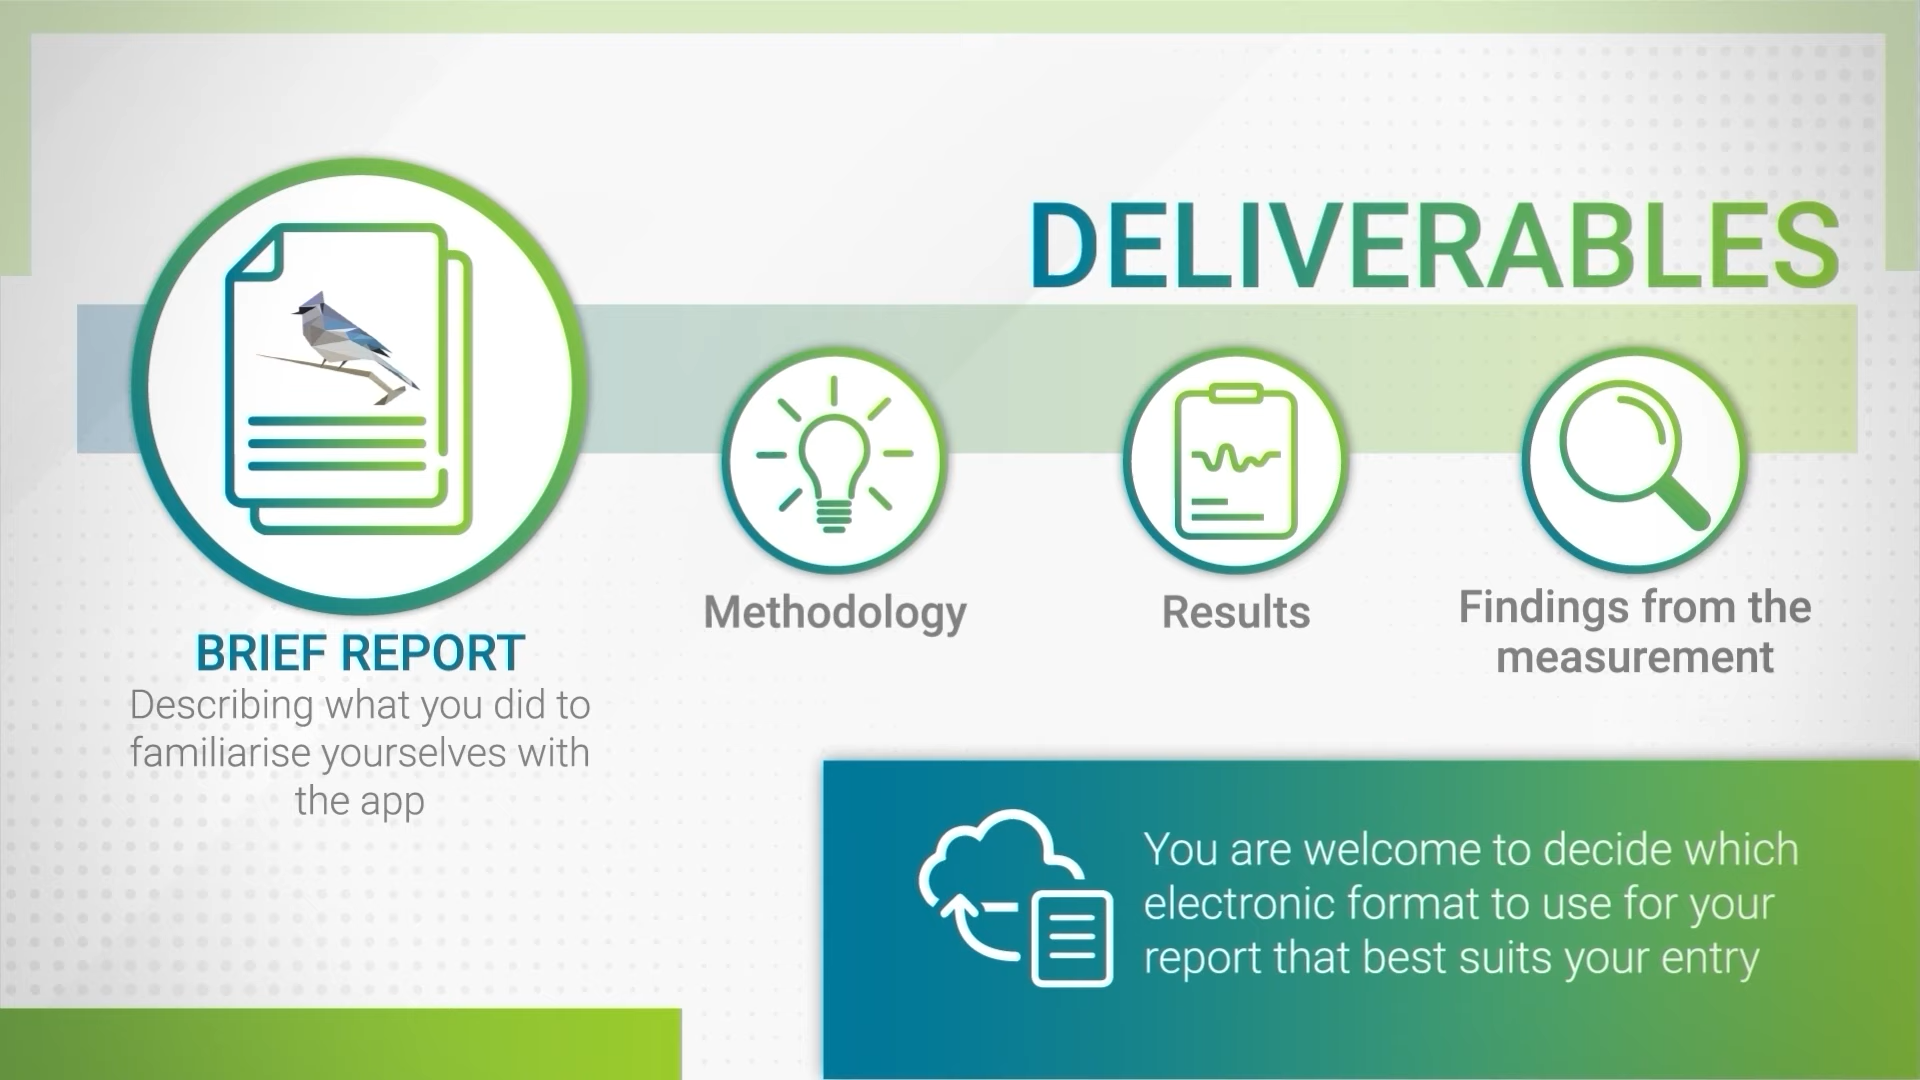 DELIVERABLES
BRIEF REPORT
Describing what you did to
familiarise yourselves with
the app
Methodology
Results
Findings from the
measurement
You are welcome to decide which
electronic format to use for your
report that best suits your entry